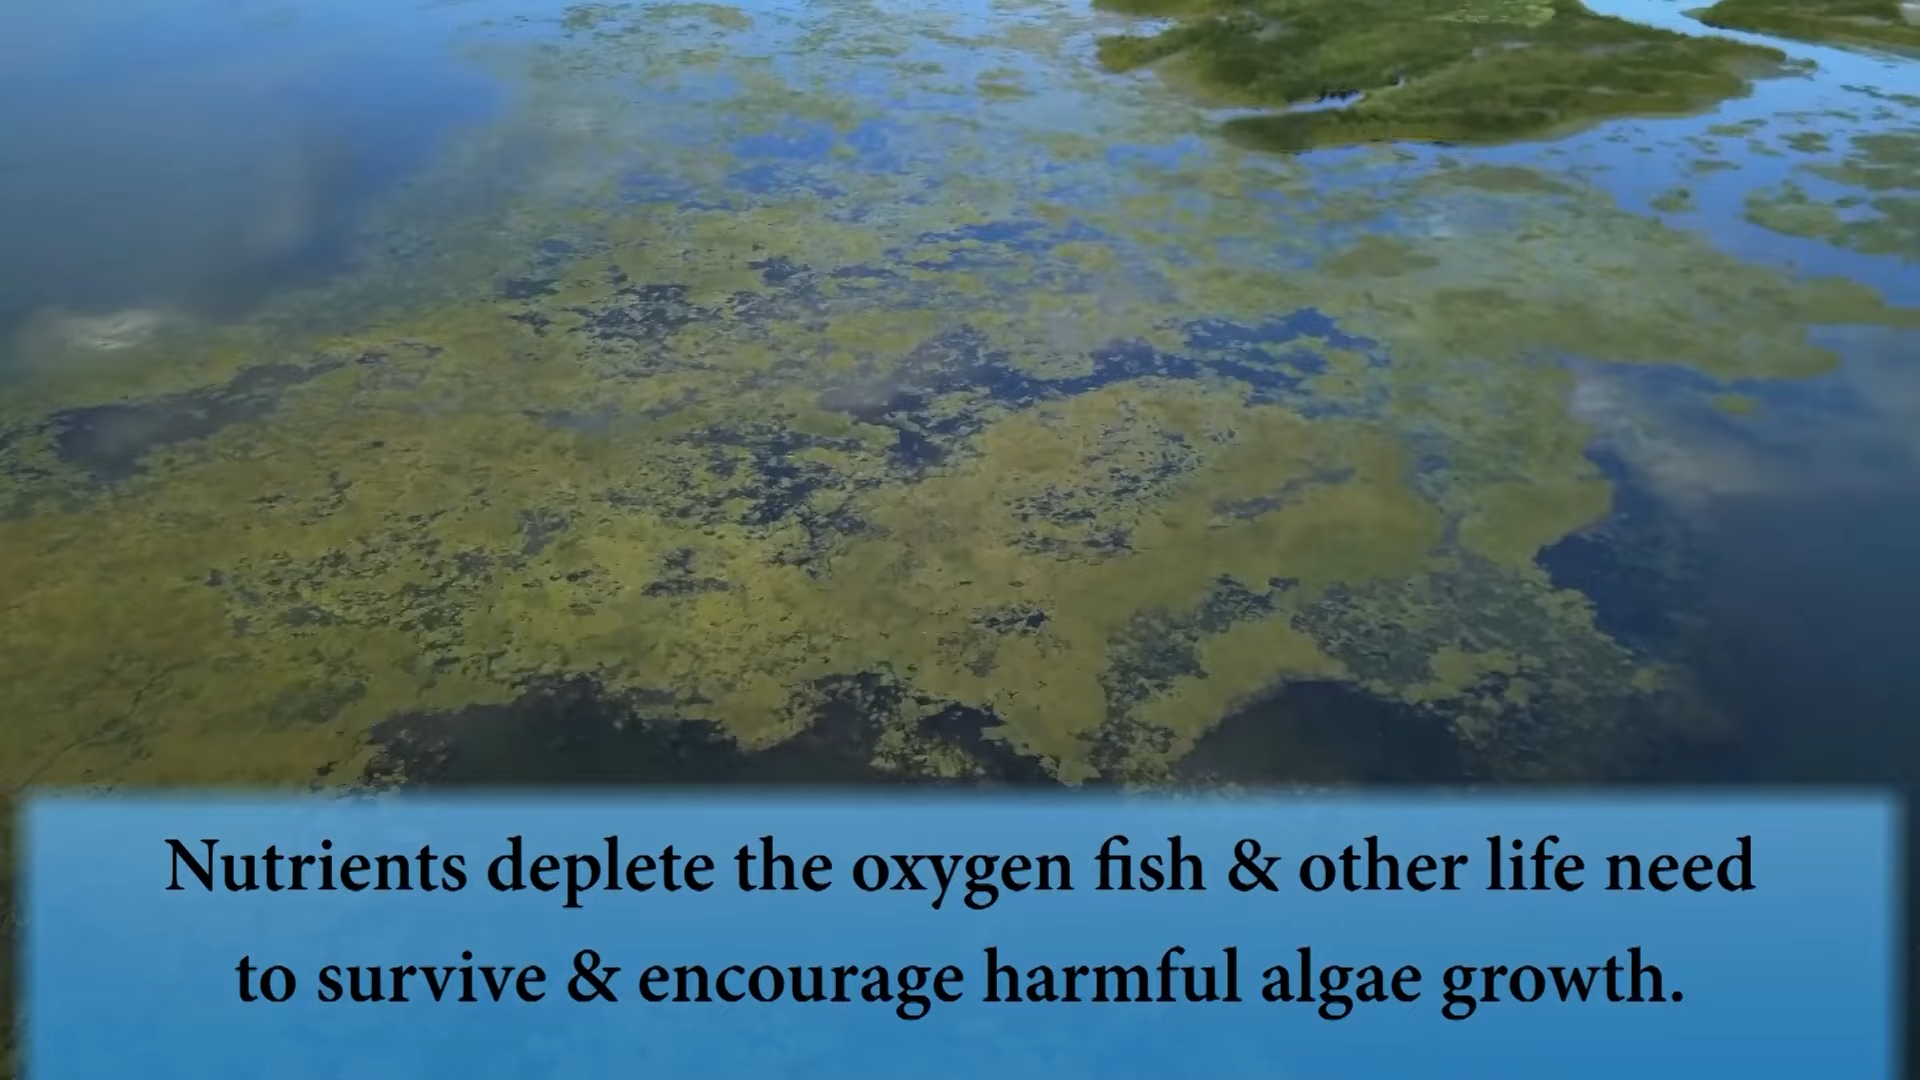 Nutrients deplete the oxygen fish & other life need
to survive & encourage harmful algae growth.